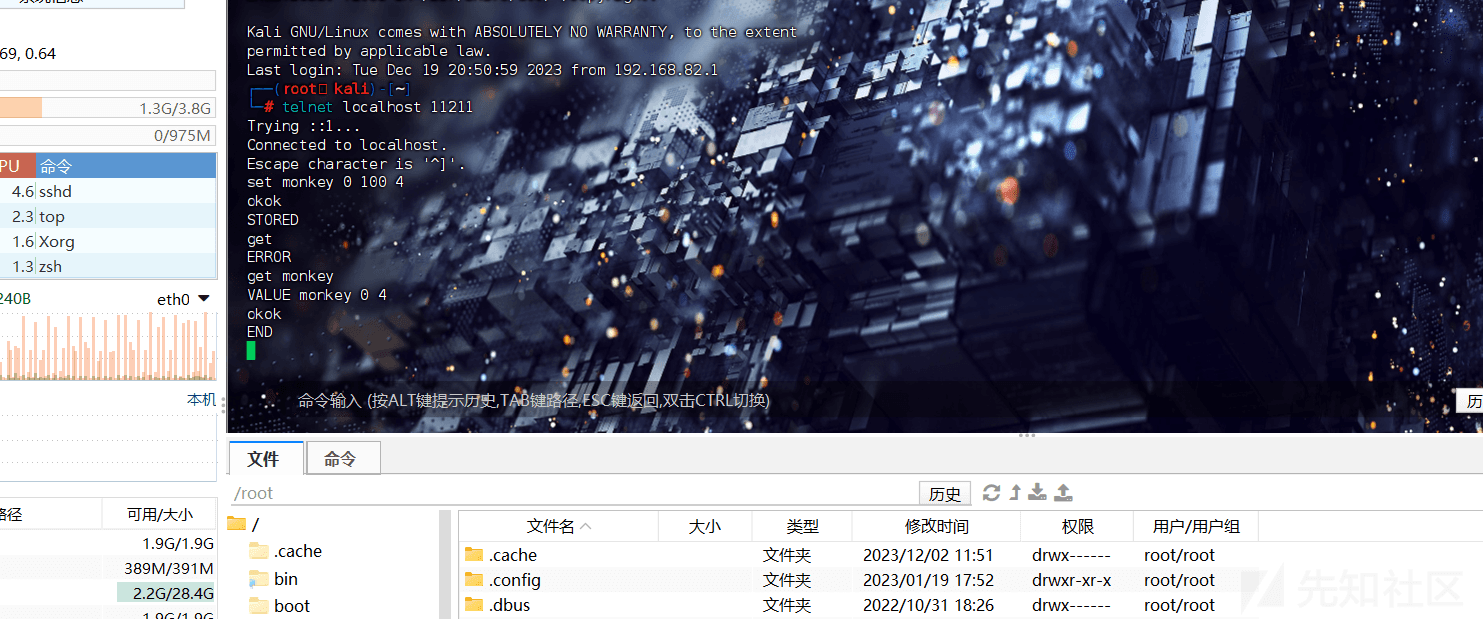 69, 0.64
1.3G/3.8G
0/975M
PU 命令
4.6 sshd
2.3 top
1.6 Xorg
1.3 zsh
240B eth0
本机
路径 可用/大小
1.9G/1.9G
389M/391M
2.2G/28.4G
1.9G/1.9G
Kali GNU/Linux comes with ABSOLUTELY NO WARRANTY, to the extent
permitted by applicable law.
Last login: Tue Dec 19 20:50:59 2023 from 192.168.82.1
┌──(root kali)-[~]
└─# telnet localhost 11211
Trying ::1...
Connected to localhost.
Escape character is '^]'.
set monkey 0 100 4
okok
STORED
get
ERROR
get monkey
VALUE monkey 0 4
okok
END
命令输入 (按ALT键提示历史,TAB键路径,ESC键返回,双击CTRL切换)
历
文件 命令
/root 历史
/
.cache
bin
boot
文件名 大小 类型 修改时间 权限 用户/用户组
.cache 文件夹 2023/12/02 11:51 drwx------ root/root
.config 文件夹 2023/01/19 17:52 drwxr-xr-x root/root
.dbus 文件夹 2022/10/31 18:26 drwx------ root/root
先知社区